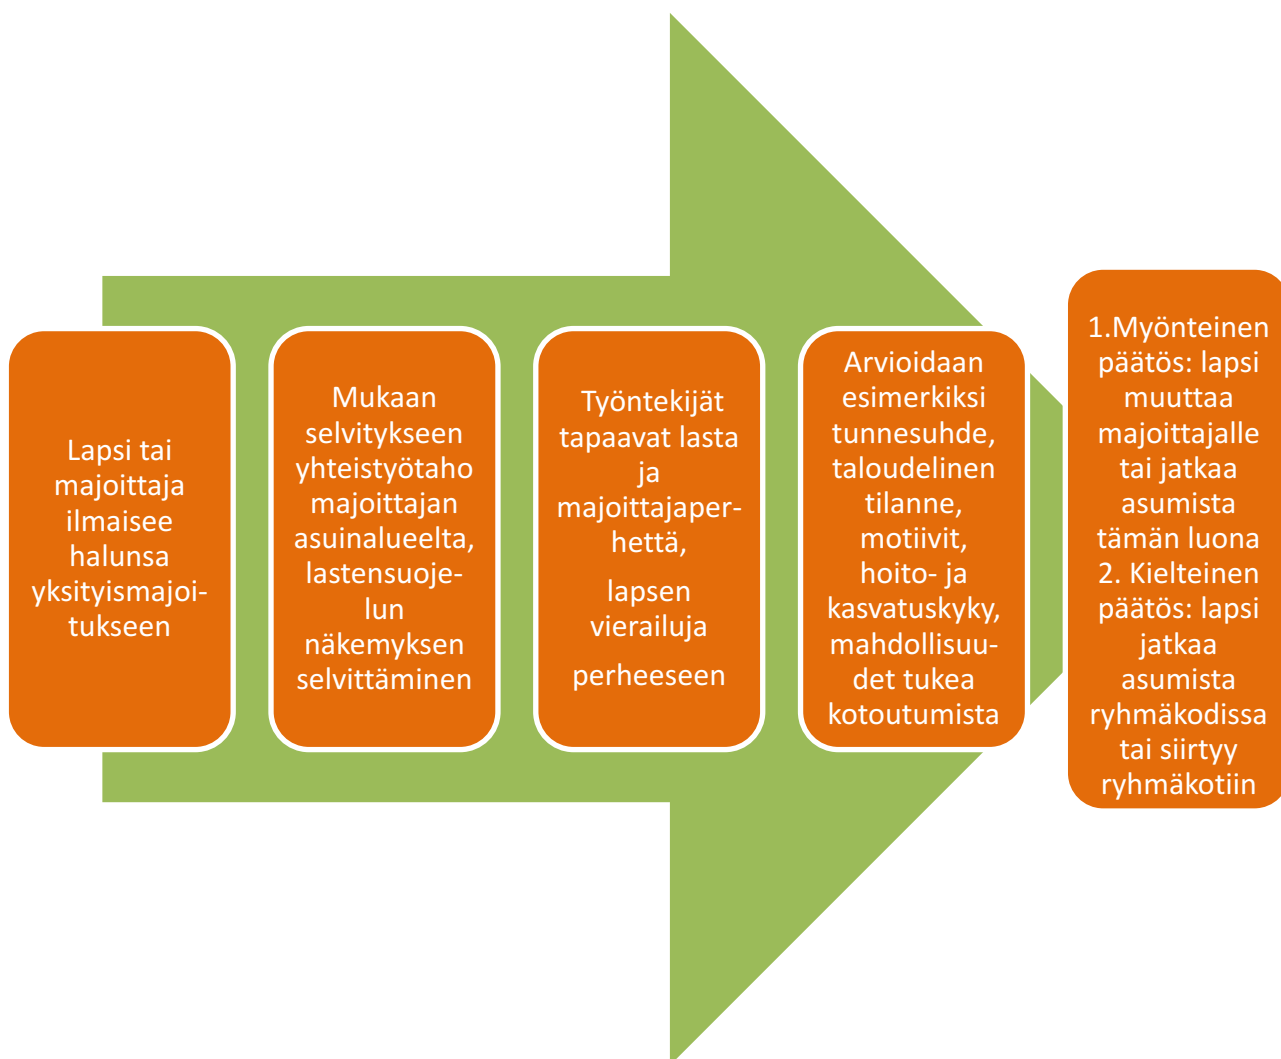 Lapsi tai
majoittaja
ilmaisee
halunsa
yksityismajoi-
tukseen
Mukaan
selvitykseen
yhteistyötaho
majoittajan
asuinalueelta,
lastensuoje-
lun
näkemyksen
selvittäminen
Työntekijät
tapaavat lasta
ja
majoittajaper-
hettä,
lapsen
vierailuja
perheeseen
Arvioidaan
esimerkiksi
tunnesuhde,
taloudelinen
tilanne,
motiivit,
hoito- ja
kasvatuskyky,
mahdollisuu-
det tukea
kotoutumista
1.Myönteinen
päätös: lapsi
muuttaa
majoittajalle
tai jatkaa
asumista
tämän luona
2. Kielteinen
päätös: lapsi
jatkaa
asumista
ryhmäkodissa
tai siirtyy
ryhmäkotiin